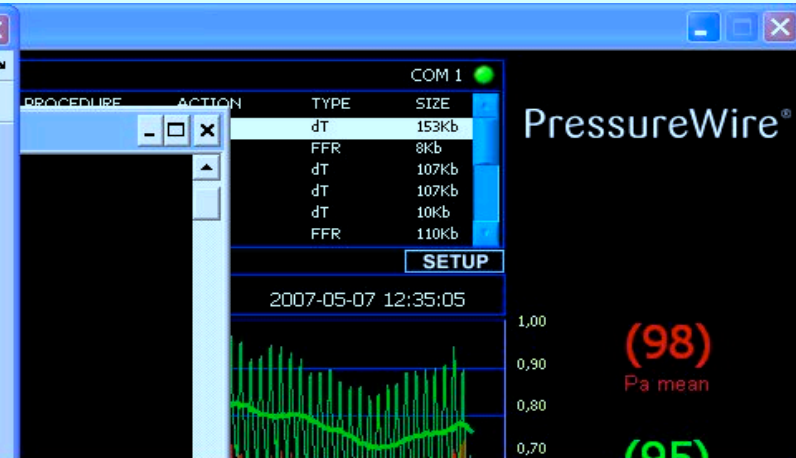 COM 1
PROCEDURE ACTION TYPE SIZE
dT 153Kb
FFR 8Kb
dT 107Kb
dT 107Kb
dT 10Kb
FFR 110Kb
PressureWire®
SETUP
2007-05-07 12:35:05
1,00
0,90
0,80
0,70
(98)
Pa mean
(95)